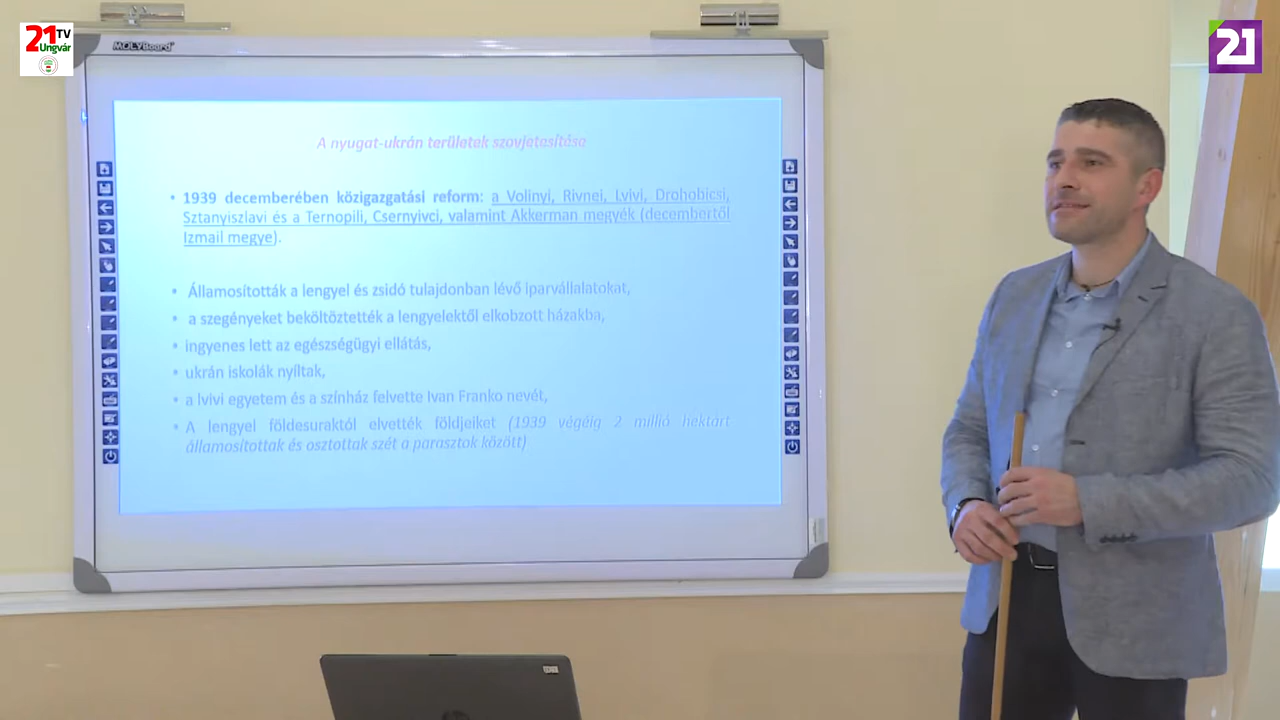 21 TV
Ungvár
21
MOLYBoard
A nyugat-ukrán területek szovjetesítése
• 1939 decemberében közigazgatási reform: a Volinyi, Rivnei, Lvivi, Drohobicsi,
Sztanyiszlavi és a Ternopili, Csernyivci, valamint Akkerman megyék (decembertől
Izmail megye).
• Államosították a lengyel és zsidó tulajdonban lévő iparvállalatokat,
• a szegényeket beköltöztették a lengyelektől elkobzott házakba,
• ingyenes lett az egészségügyi ellátás,
• ukrán iskolák nyíltak,
• a lvivi egyetem és a színház felvette Ivan Franko nevét,
• A lengyel földesuraktól elvették földjeiket (1939 végéig 2 millió hektárt
államosítottak és osztottak szét a parasztok között)